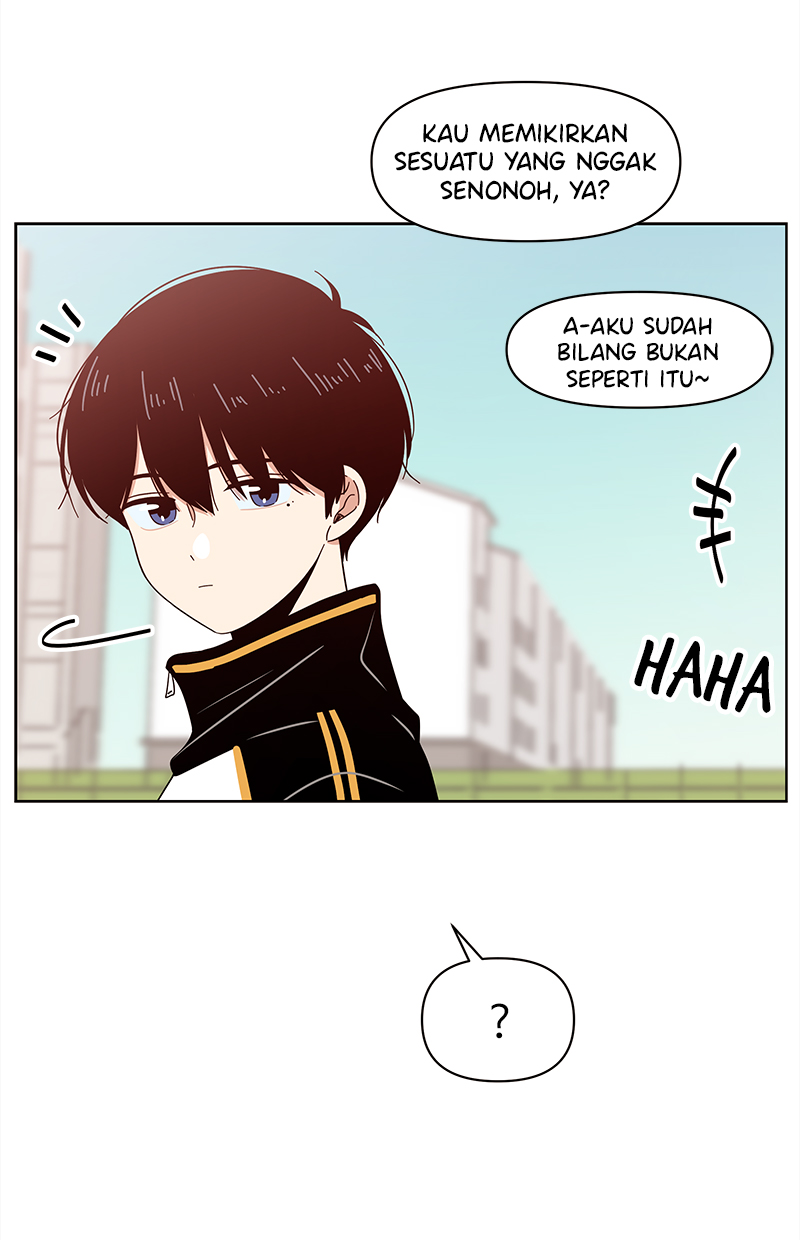 KAU MEMIKIRKAN
SESUATU YANG NGGAK
SENONOH, YA?
A-AKU SUDAH
BILANG BUKAN
SEPERTI ITU~
HAHA
?